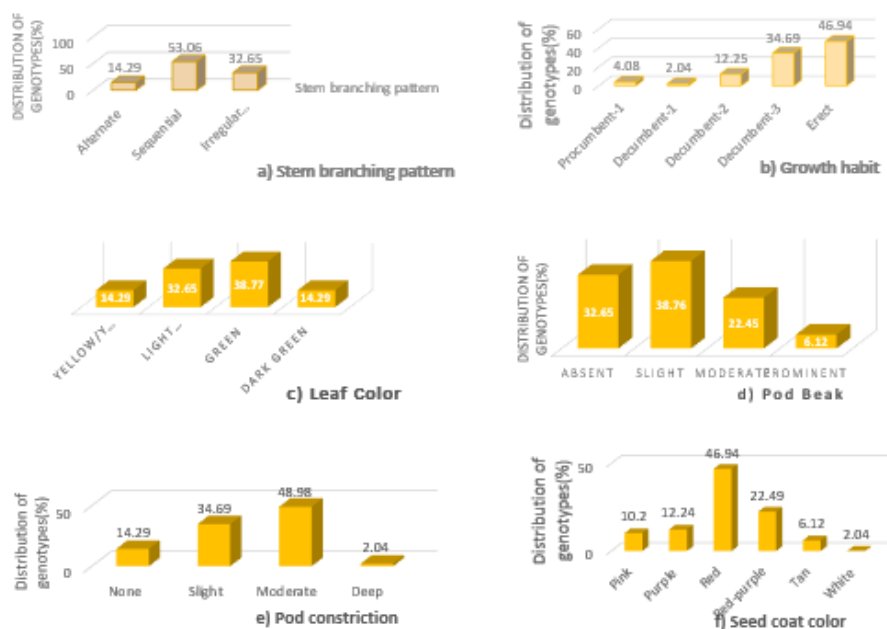 DISTRIBUTION OF
GENOTYPES(%)
100
50
0
14.29
53.06
32.65
Alternate
Sequential
Irregular...
Stem branching pattern
a) Stem branching pattern
Distribution of
genotypes(%)
60
40
20
0
4.08
2.04
12.25
34.69
46.94
Procumbent-1
Decumbent-1
Decumbent-2
Decumbent-3
Erect
b) Growth habit
14.29
32.65
38.77
14.29
YELLOW/Y...
LIGHT...
GREEN
DARK GREEN
c) Leaf Color
DISTRIBUTION OF
GENOTYPES(%)
32.65
38.76
22.45
6.12
ABSENT
SLIGHT
MODERATE
PROMINENT
d) Pod Beak
Distribution of
genotypes(%)
50
0
14.29
34.69
48.98
2.04
None
Slight
Moderate
Deep
e) Pod constriction
Distribution of
genotypes(%)
50
0
10.2
12.24
46.94
22.49
6.12
2.04
Pink
Purple
Red
Red-purple
Tan
White
f) Seed coat color